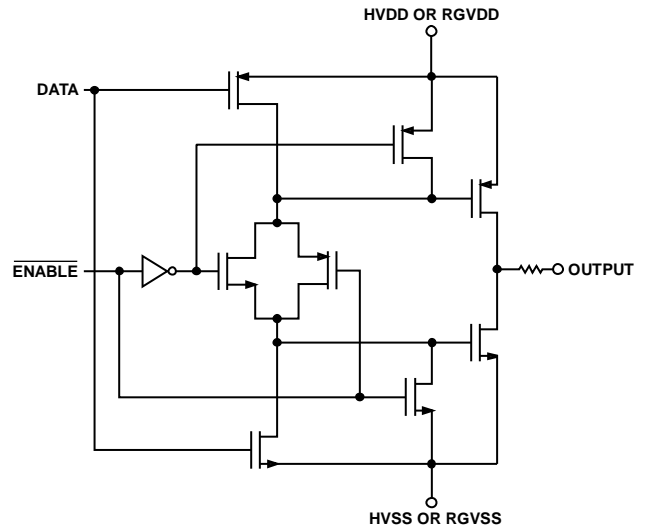 HVDD OR RGVDD
DATA
ENABLE
OUTPUT
HVSS OR RGVSS